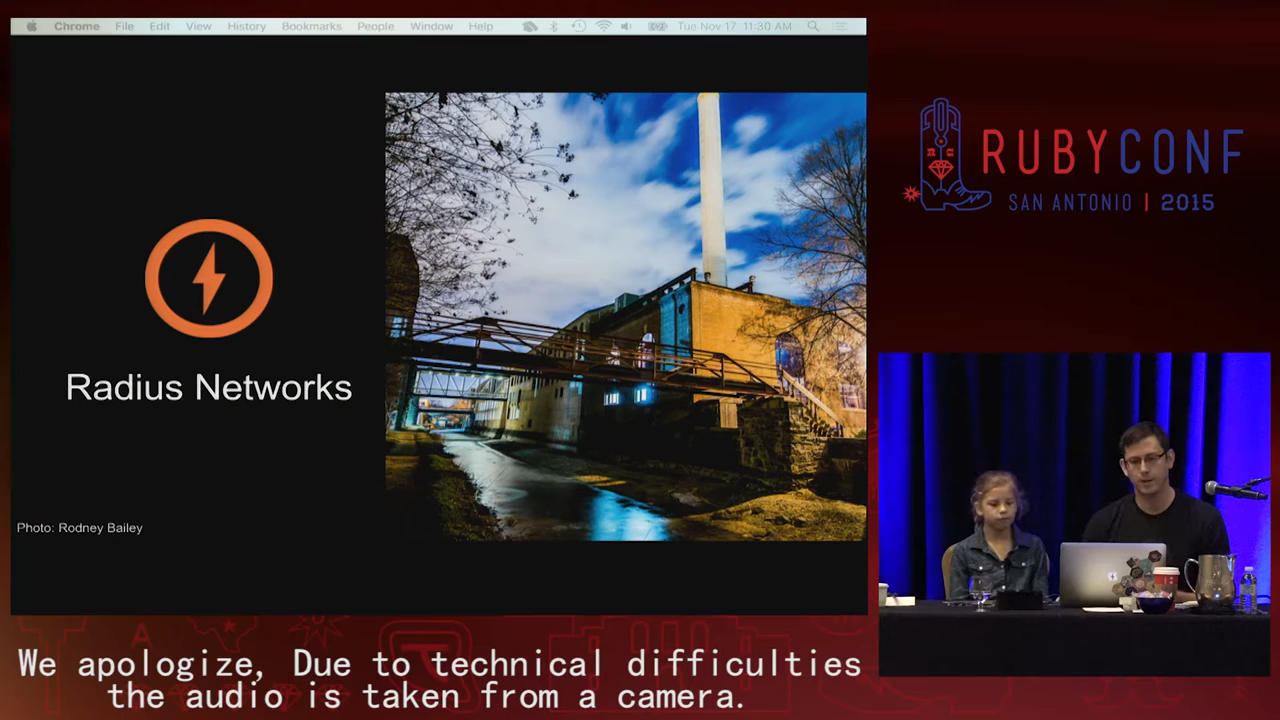 Chrome File Edit View History Bookmarks People Window Help Tue Nov 17 11:30 AM
Radius Networks
Photo: Rodney Bailey
RUBYCONF
SAN ANTONIO | 2015
We apologize, Due to technical difficulties
the audio is taken from a camera.